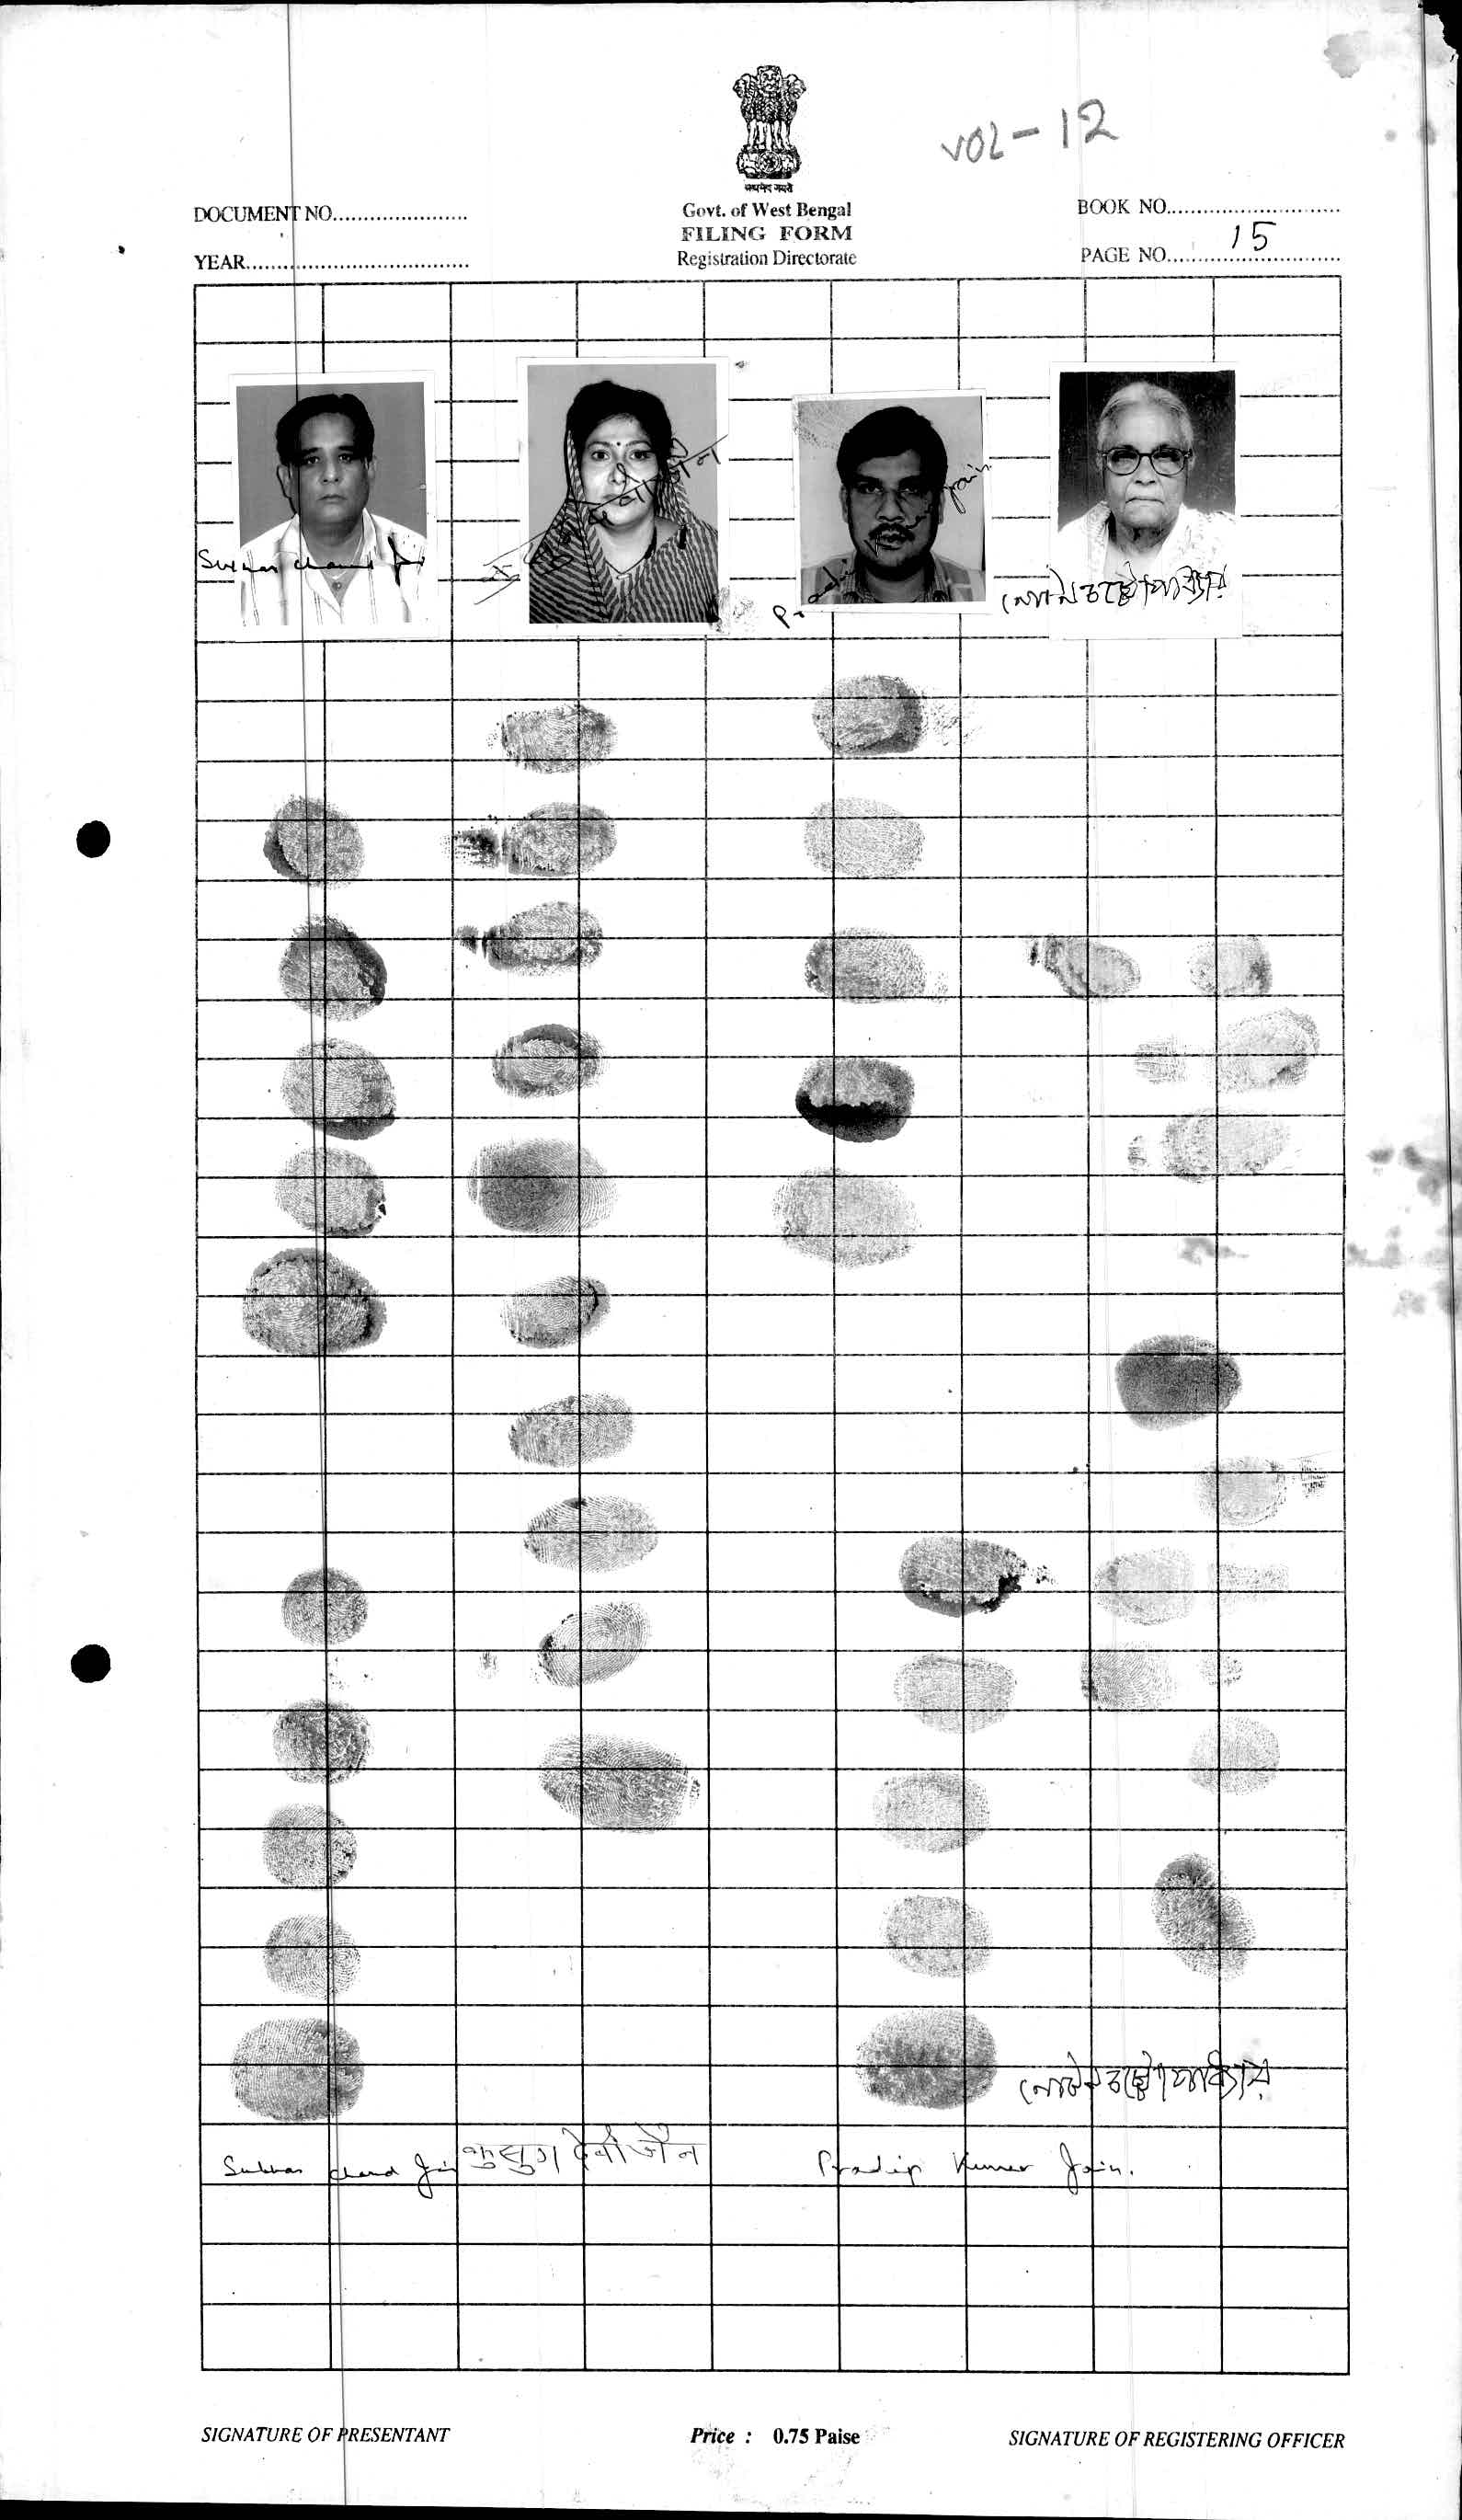 VOL-12
सत्यमेव जयते
DOCUMENT NO......................
Govt. of West Bengal
BOOK NO............................
FILING FORM
YEAR....................................
Registration Directorate
PAGE NO............................
15
Subhas Chand Jain
Pradip Kumar Jain
চট্টোপাধ্যায়
চট্টোপাধ্যায়
Subhas Chand Jain
देवी जैन
Pradip Kumar Jain.
SIGNATURE OF PRESENTANT
Price : 0.75 Paise
SIGNATURE OF REGISTERING OFFICER